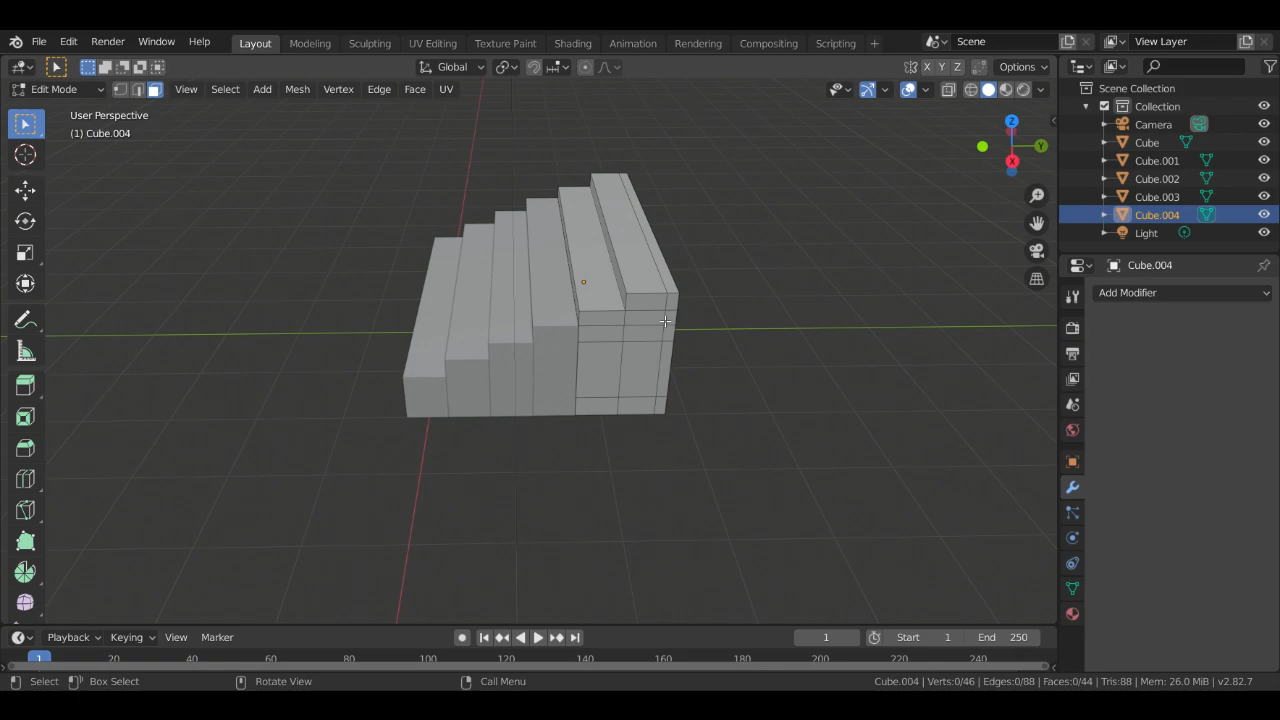 File Edit Render Window Help Layout Modeling Sculpting UV Editing Texture Paint Shading Animation Rendering Compositing Scripting + Scene View Layer
Global X Y Z Options
Edit Mode View Select Add Mesh Vertex Edge Face UV
User Perspective
(1) Cube.004
Z
Y
X
Scene Collection
Collection
Camera
Cube
Cube.001
Cube.002
Cube.003
Cube.004
Light
Cube.004
Add Modifier
Playback Keying View Marker 1 Start 1 End 250
1 20 40 60 80 100 120 140 160 180 200 220 240
Select Box Select Rotate View Call Menu Cube.004 | Verts:0/46 | Edges:0/88 | Faces:0/44 | Tris:88 | Mem: 26.0 MiB | v2.82.7